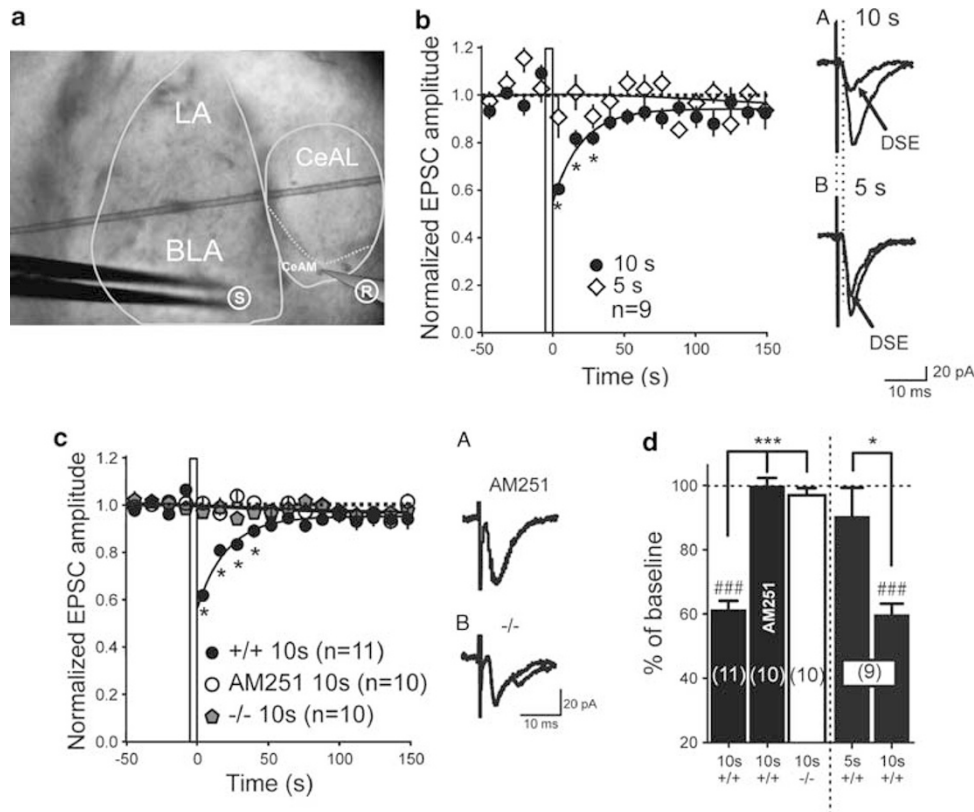 a
LA
CeAL
BLA
CeAM
S
R
b
Normalized EPSC amplitude
1.2
1.0
0.8
0.6
0.4
0.2
0.0
*
*
*
10 s
5 s
n=9
-50
0
50
100
150
Time (s)
A
10 s
DSE
B
5 s
DSE
20 pA
10 ms
c
Normalized EPSC amplitude
1.2
1.0
0.8
0.6
0.4
0.2
0.0
*
*
*
*
+/+ 10s (n=11)
AM251 10s (n=10)
-/- 10s (n=10)
-50
0
50
100
150
Time (s)
A
AM251
B
-/-
20 pA
10 ms
d
% of baseline
100
80
60
40
20
***
*
###
###
AM251
(11)
(10)
(10)
(9)
10s 10s 10s 5s 10s
+/+ +/+ -/- +/+ +/+